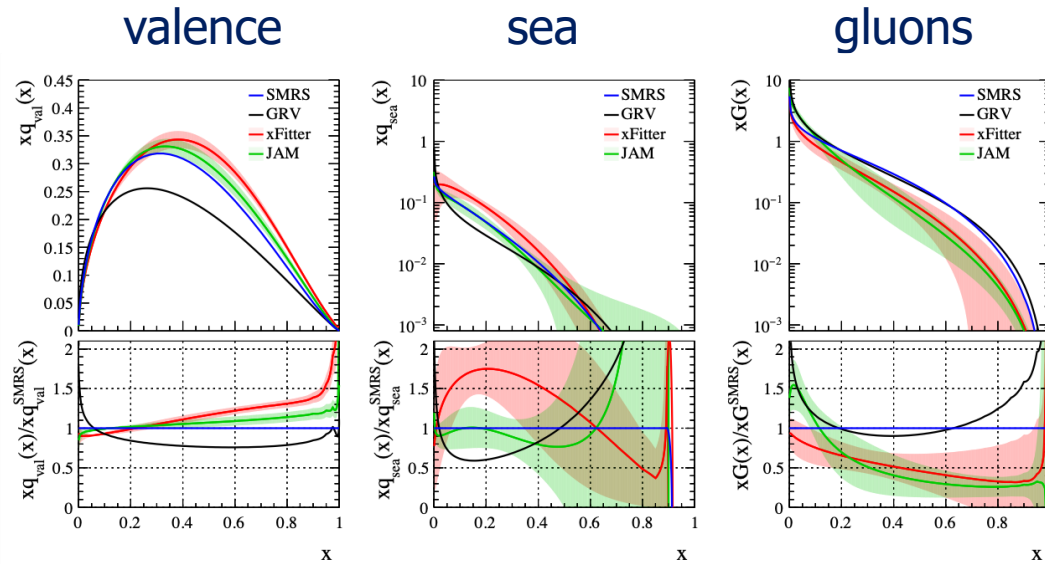 valence
sea
gluons
xq_val(x)
0.45
0.4
0.35
0.3
0.25
0.2
0.15
0.1
0.05
0
SMRS
GRV
xFitter
JAM
xq_sea(x)
10
1
10^−1
10^−2
10^−3
SMRS
GRV
xFitter
JAM
xG(x)
10
1
10^−1
10^−2
10^−3
SMRS
GRV
xFitter
JAM
xq_val(x)/xq_val^SMRS(x)
2
1.5
1
0.5
0
0 0.2 0.4 0.6 0.8 1
x
xq_sea(x)/xq_sea^SMRS(x)
2
1.5
1
0.5
0
0 0.2 0.4 0.6 0.8 1
x
xG(x)/xG^SMRS(x)
2
1.5
1
0.5
0
0 0.2 0.4 0.6 0.8
x